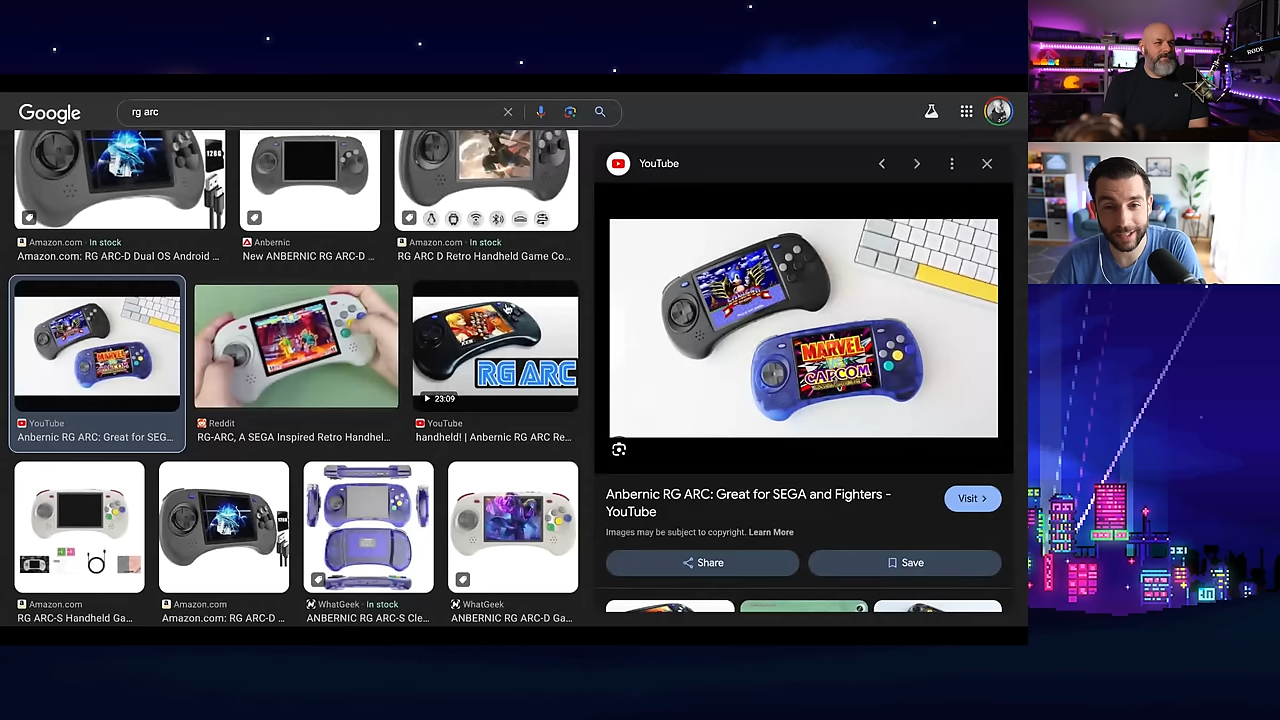 Google
rg arc
YouTube
RODE
128G
Amazon.com · In stock
Amazon.com: RG ARC-D Dual OS Android ...
Anbernic
New ANBERNIC RG ARC-D ...
Amazon.com · In stock
RG ARC D Retro Handheld Game Co...
MARVEL
CAPCOM
RG ARC
23:09
YouTube
Anbernic RG ARC: Great for SEG...
Reddit
RG-ARC, A SEGA Inspired Retro Handhel...
YouTube
handheld! | Anbernic RG ARC Re...
Anbernic RG ARC: Great for SEGA and Fighters -
YouTube
Visit
Images may be subject to copyright. Learn More
Share
Save
Amazon.com
RG ARC-S Handheld Ga...
Amazon.com
Amazon.com: RG ARC-D ...
WhatGeek · In stock
ANBERNIC RG ARC-S Cle...
WhatGeek
ANBERNIC RG ARC-D Ga...